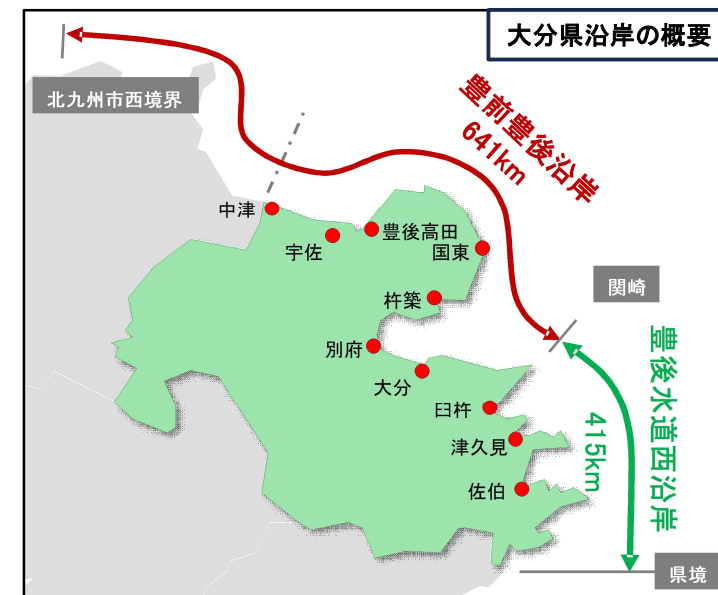 大分県沿岸の概要
北九州市西境界
豊前豊後沿岸
641km
中津
宇佐
豊後高田
国東
杵築
関崎
別府
大分
臼杵
津久見
佐伯
豊後水道西沿岸
415km
県境